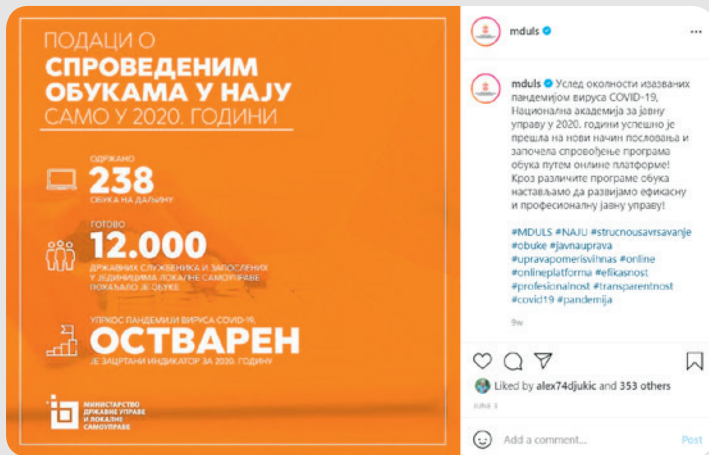 ПОДАЦИ О
СПРОВЕДЕНИМ
ОБУКАМА У НАЈУ
САМО У 2020. ГОДИНИ
ОДРЖАНО
238
ОБУКА НА ДАЉИНУ
ГОТОВО
12.000
ДРЖАВНИХ СЛУЖБЕНИКА И ЗАПОСЛЕНИХ
У ЈЕДИНИЦАМА ЛОКАЛНЕ САМОУПРАВЕ
ПОХАЂАЛО ЈЕ ОБУКЕ
УПРКОС ПАНДЕМИЈИ ВИРУСА COVID-19,
ОСТВАРЕН
ЈЕ ЗАЦРТАНИ ИНДИКАТОР ЗА 2020. ГОДИНУ
МИНИСТАРСТВО
ДРЖАВНЕ УПРАВЕ
И ЛОКАЛНЕ
САМОУПРАВЕ
mduls
mduls Услед околности изазваних
пандемијом вируса COVID-19,
Национална академија за јавну
управу у 2020. години успешно је
прешла на нови начин пословања и
започела спровођење програма
обука путем онлине платформе!
Кроз различите програме обука
настављамо да развијамо ефикасну
и професионалну јавну управу!
#MDULS #NAJU #strucnousavrsavanje
#obuke #javnauprava
#upravapomerisvihnas #online
#onlineplatforma #efikasnost
#profesionalnost #transparentnost
#covid19 #pandemija
9w
Liked by alex74djukic and 353 others
JUNE 3
Add a comment...
Post